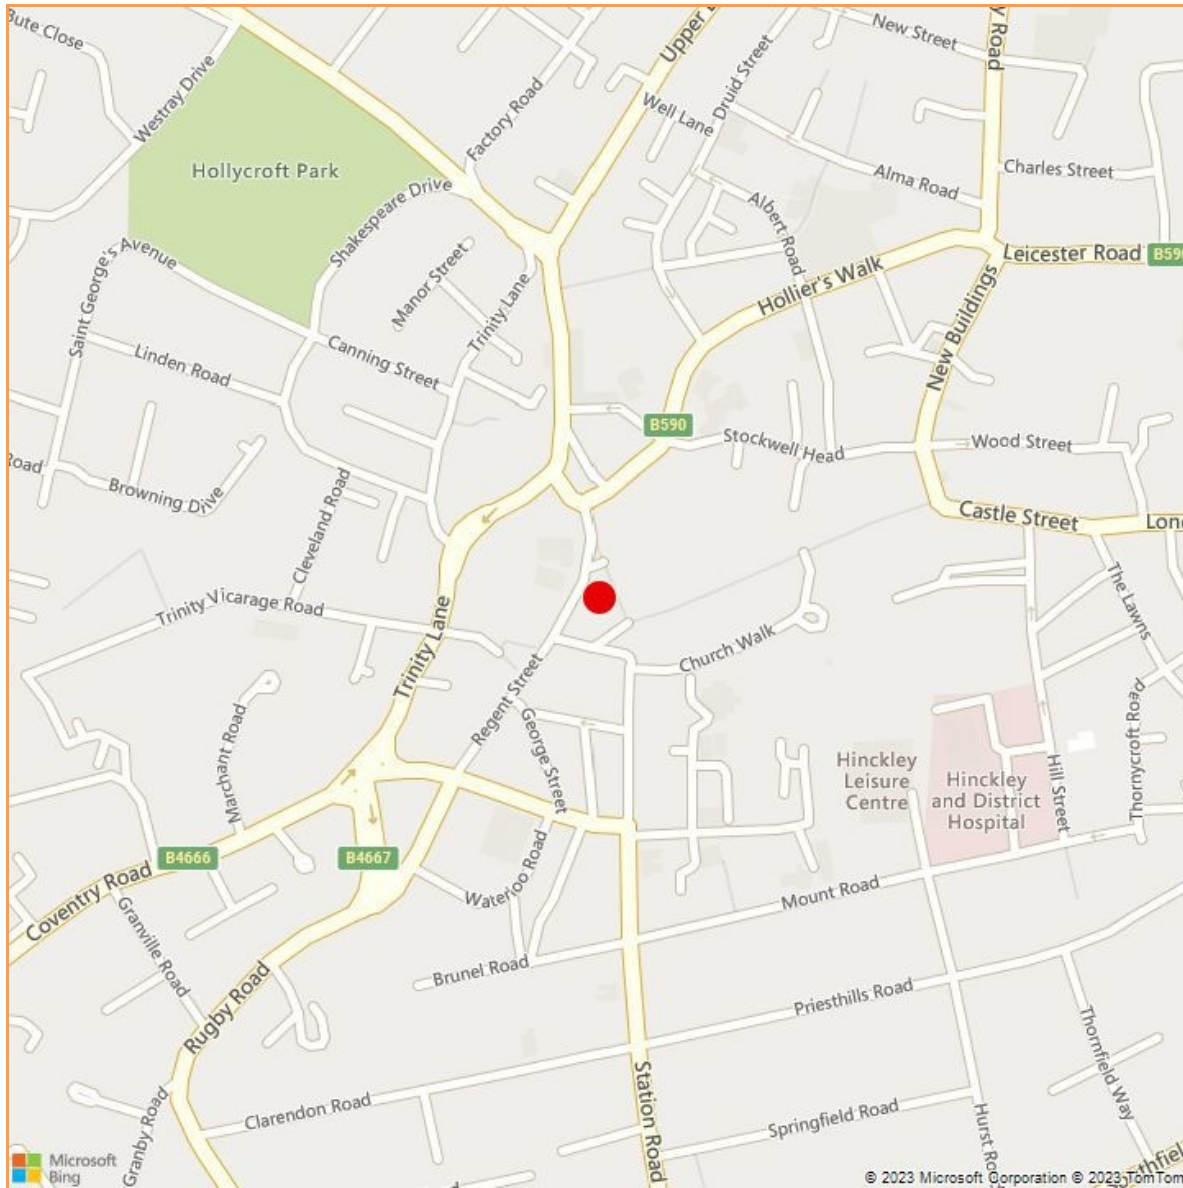 Bute Close
Westray Drive
Hollycroft Park
Factory Road
Shakespeare Drive
Upper
Well Lane
Druid Street
New Street
y Road
Alma Road
Charles Street
Albert Road
Leicester Road
B590
Hollier's Walk
New Buildings
Saint George's Avenue
Manor Street
Trinity Lane
Linden Road
Canning Street
B590
Stockwell Head
Wood Street
Road
Browning Drive
Cleveland Road
Castle Street
Lon
Trinity Vicarage Road
Trinity Lane
The Lawns
Church Walk
Regent Street
George Street
Marchant Road
Hinckley
Leisure
Centre
Hinckley
and District
Hospital
Hill Street
Thornycroft Road
B4666
B4667
Coventry Road
Waterloo Road
Mount Road
Granville Road
Brunel Road
Priesthills Road
Rugby Road
Thornfield Way
Station Road
Clarendon Road
Springfield Road
Granby Road
Hurst Roa
thfiel
Microsoft
Bing
© 2023 Microsoft Corporation © 2023 TomTom